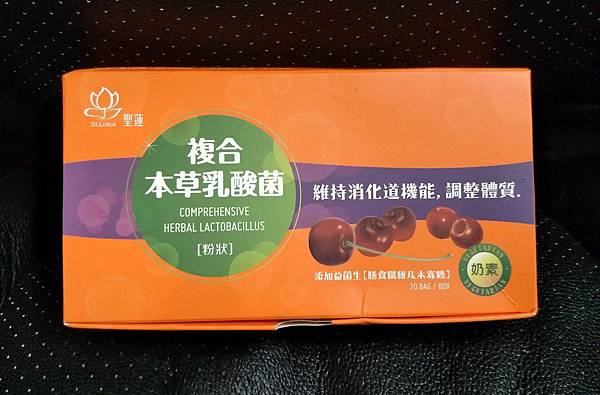 St.Lotus
聖蓮
複合
本草乳酸菌
COMPREHENSIVE
HERBAL LACTOBACILLUS
[粉狀]
維持消化道機能，調整體質.
添加益菌生[膳食纖維及木寡糖]
20 BAG / BOX
VEGETARIAN
奶素
VEGETARIAN